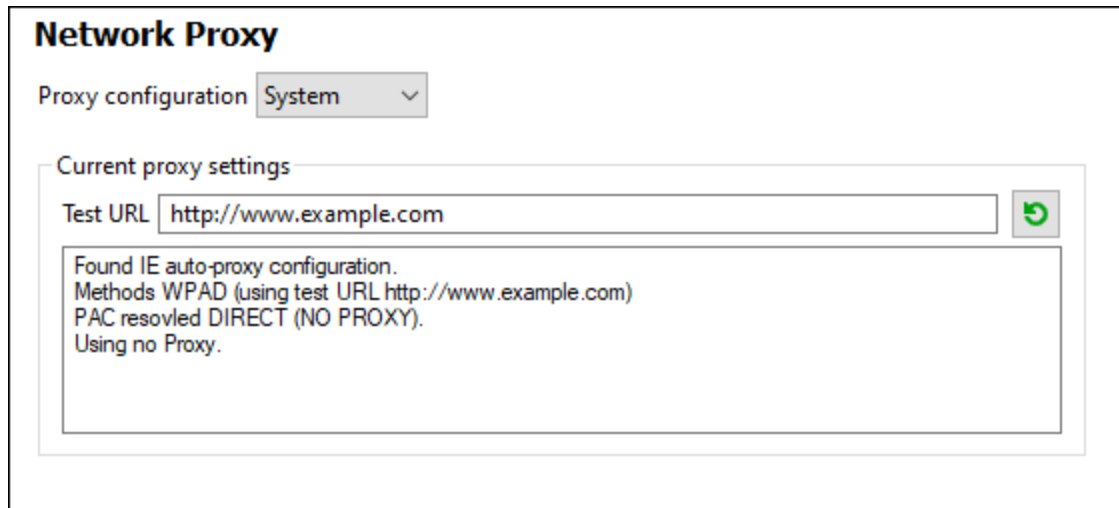 Network Proxy
Proxy configuration System
Current proxy settings
Test URL http://www.example.com
Found IE auto-proxy configuration.
Methods WPAD (using test URL http://www.example.com)
PAC resovled DIRECT (NO PROXY).
Using no Proxy.